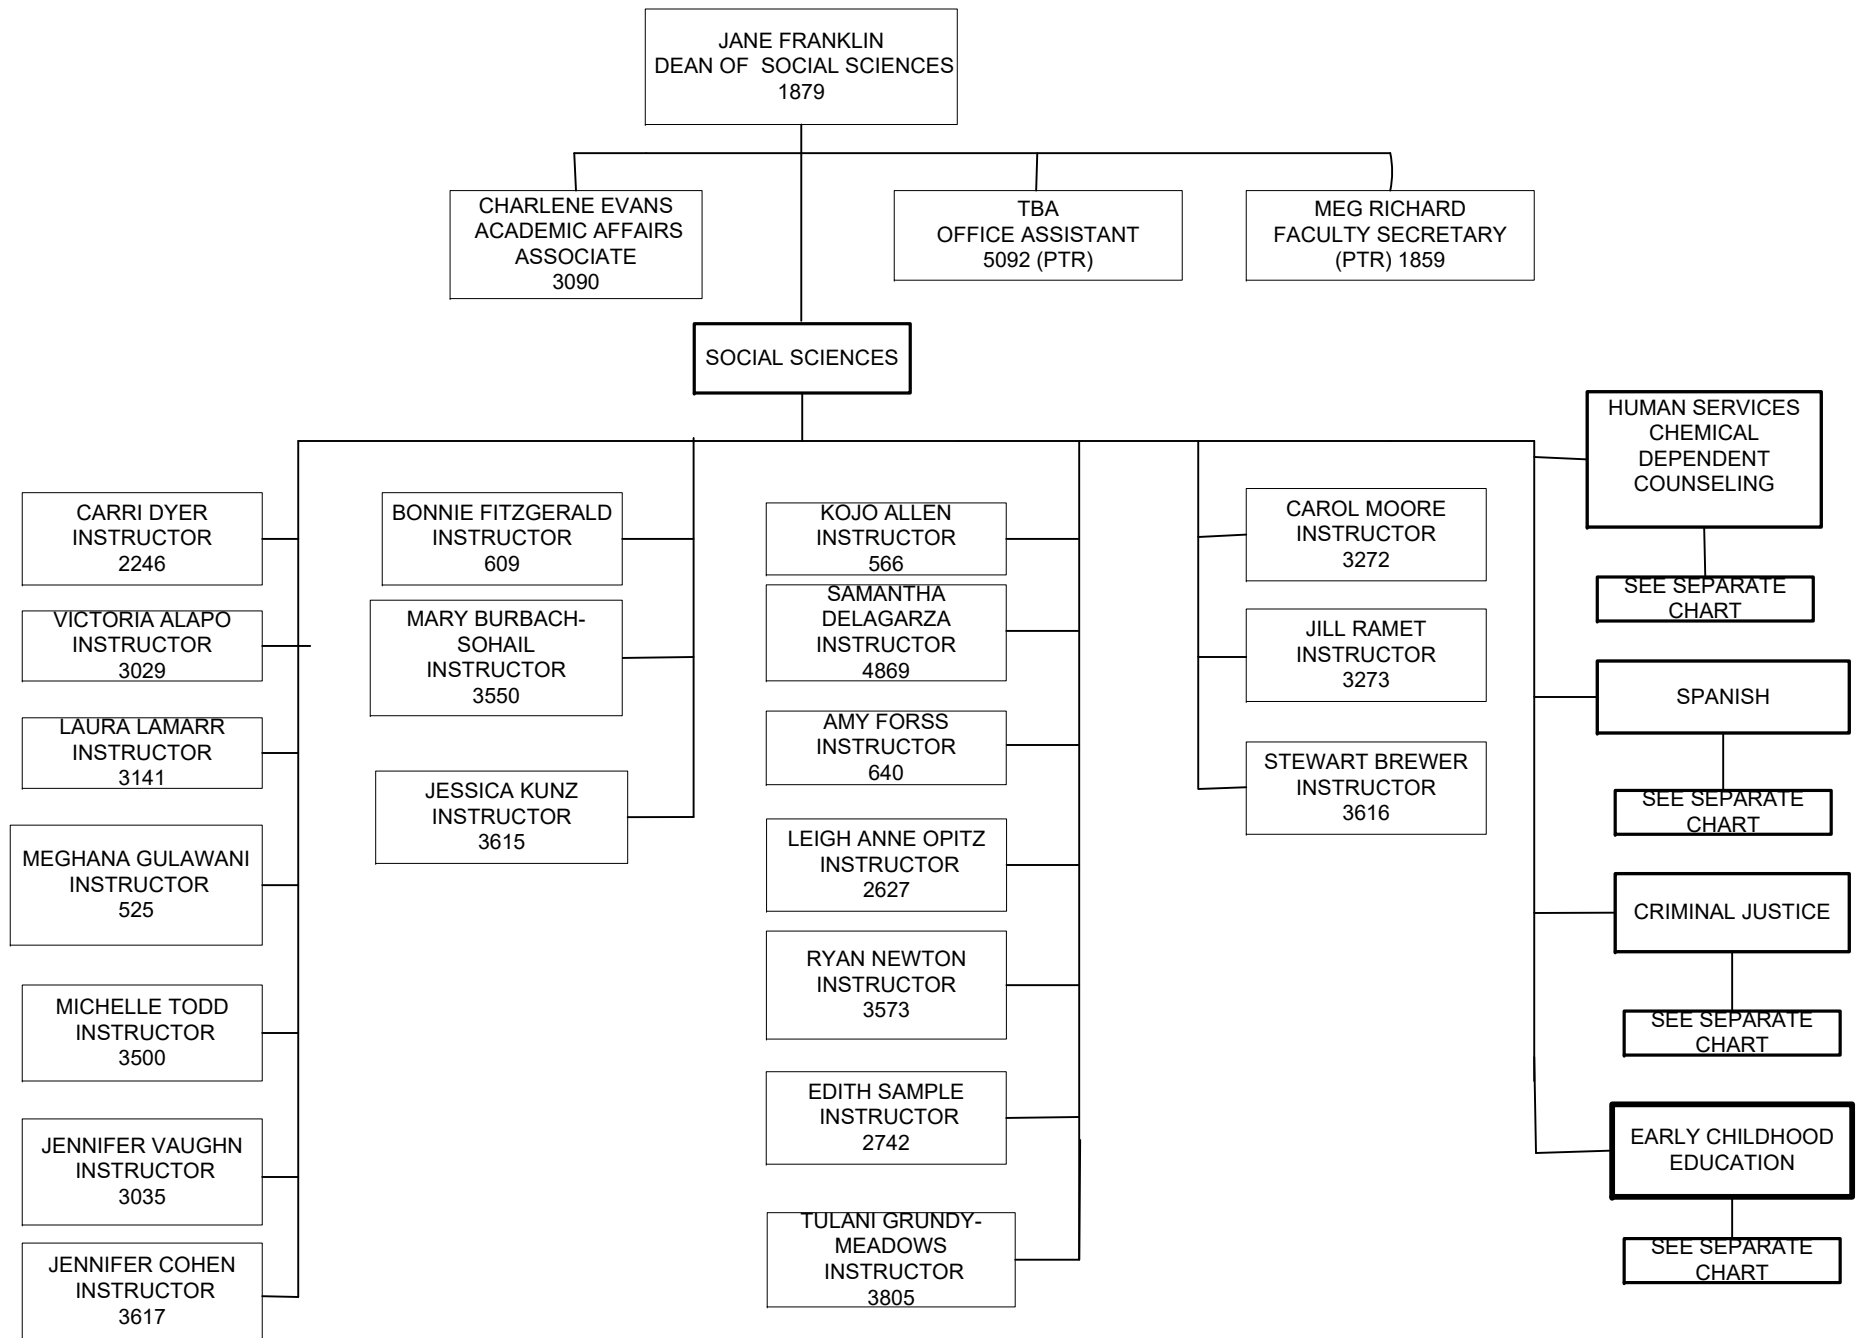 JANE FRANKLIN
DEAN OF SOCIAL SCIENCES
1879
CHARLENE EVANS
ACADEMIC AFFAIRS
ASSOCIATE
3090
TBA
OFFICE ASSISTANT
5092 (PTR)
MEG RICHARD
FACULTY SECRETARY
(PTR) 1859
SOCIAL SCIENCES
CARRI DYER
INSTRUCTOR
2246
VICTORIA ALAPO
INSTRUCTOR
3029
LAURA LAMARR
INSTRUCTOR
3141
MEGHANA GULAWANI
INSTRUCTOR
525
MICHELLE TODD
INSTRUCTOR
3500
JENNIFER VAUGHN
INSTRUCTOR
3035
JENNIFER COHEN
INSTRUCTOR
3617
BONNIE FITZGERALD
INSTRUCTOR
609
MARY BURBACH-
SOHAIL
INSTRUCTOR
3550
JESSICA KUNZ
INSTRUCTOR
3615
KOJO ALLEN
INSTRUCTOR
566
SAMANTHA
DELAGARZA
INSTRUCTOR
4869
AMY FORSS
INSTRUCTOR
640
LEIGH ANNE OPITZ
INSTRUCTOR
2627
RYAN NEWTON
INSTRUCTOR
3573
EDITH SAMPLE
INSTRUCTOR
2742
TULANI GRUNDY-
MEADOWS
INSTRUCTOR
3805
CAROL MOORE
INSTRUCTOR
3272
JILL RAMET
INSTRUCTOR
3273
STEWART BREWER
INSTRUCTOR
3616
HUMAN SERVICES
CHEMICAL
DEPENDENT
COUNSELING
SEE SEPARATE
CHART
SPANISH
SEE SEPARATE
CHART
CRIMINAL JUSTICE
SEE SEPARATE
CHART
EARLY CHILDHOOD
EDUCATION
SEE SEPARATE
CHART